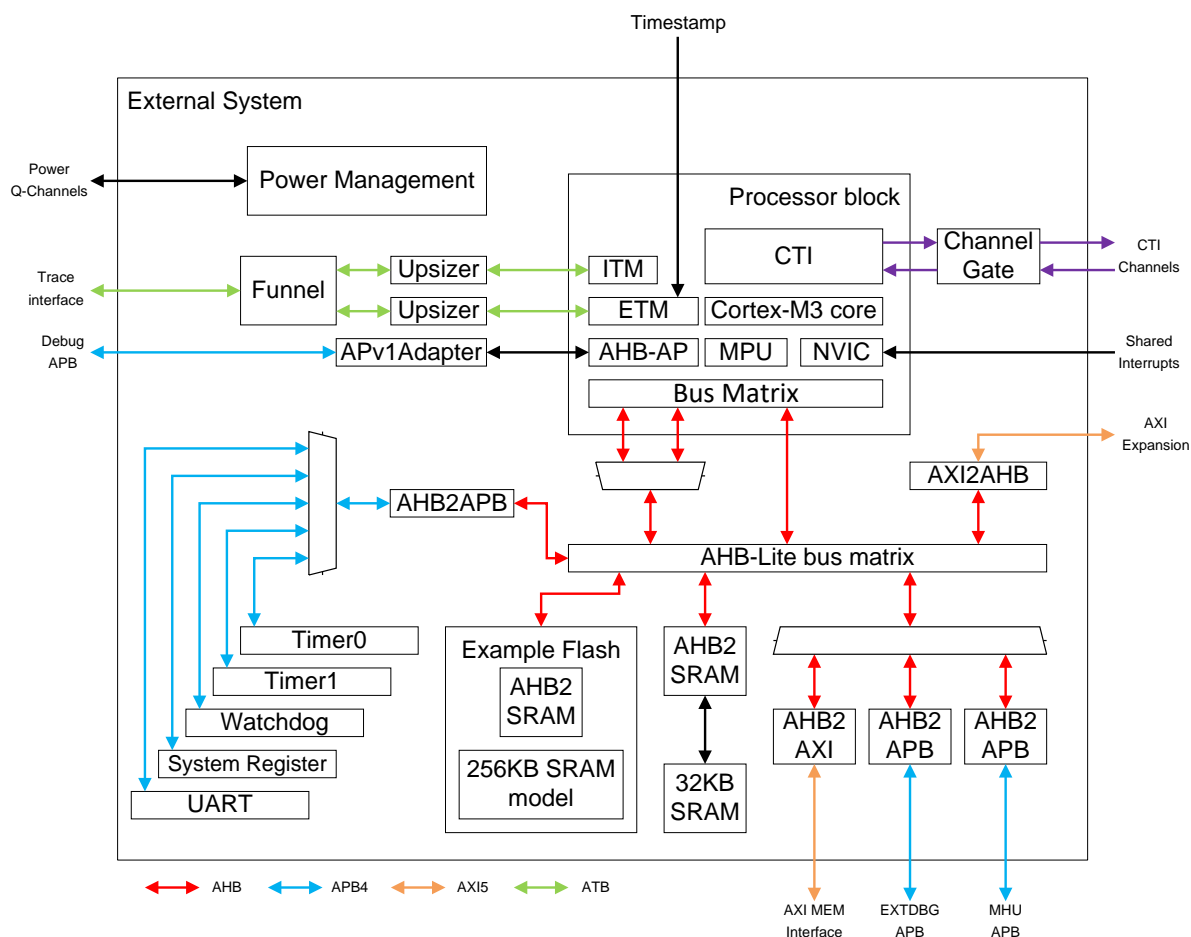 Timestamp
External System
Power
Q-Channels
Power Management
Processor block
CTI
Channel
Gate
CTI
Channels
Trace
interface
Funnel
Upsizer
ITM
Upsizer
ETM
Cortex-M3 core
Debug
APB
APv1Adapter
AHB-AP
MPU
NVIC
Shared
Interrupts
Bus Matrix
AXI
Expansion
AXI2AHB
AHB2APB
AHB-Lite bus matrix
Timer0
Timer1
Watchdog
System Register
UART
Example Flash
AHB2
SRAM
256KB SRAM
model
AHB2
SRAM
32KB
SRAM
AHB2
AXI
AHB2
APB
AHB2
APB
AHB
APB4
AXI5
ATB
AXI MEM
Interface
EXTDBG
APB
MHU
APB